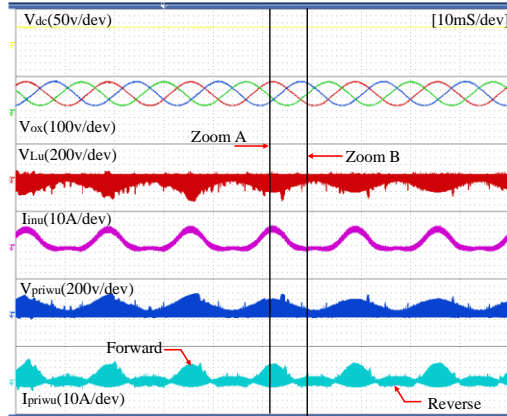 Vdc(50v/dev) [10mS/dev]
Vox(100v/dev)
Zoom A
VLu(200v/dev)
Zoom B
Iinu(10A/dev)
Vpriwu(200v/dev)
Forward
Ipriwu(10A/dev)
Reverse